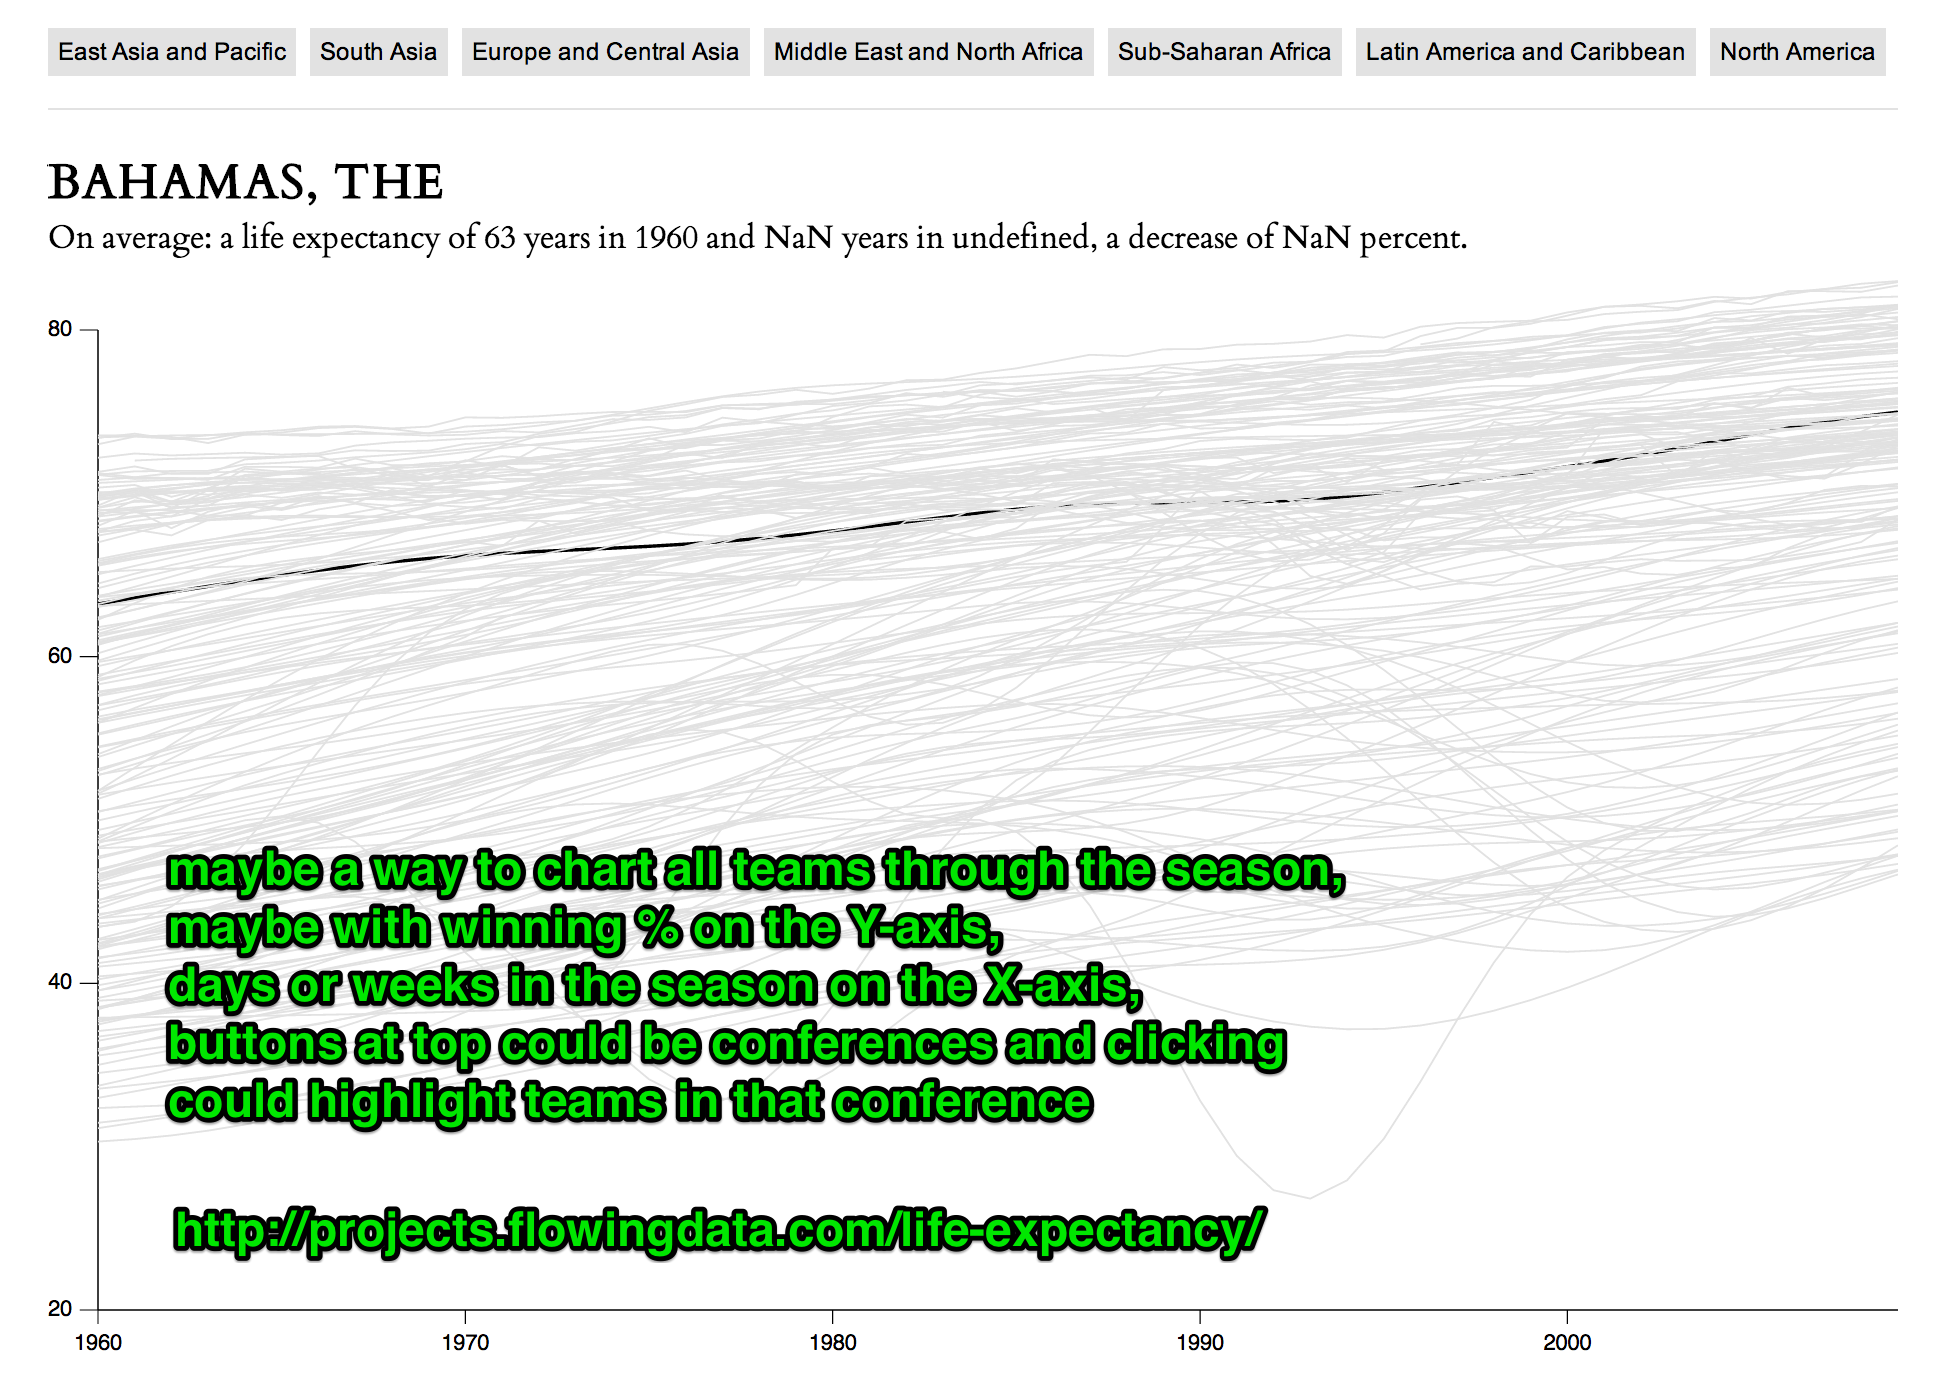 East Asia and Pacific South Asia Europe and Central Asia Middle East and North Africa Sub-Saharan Africa Latin America and Caribbean North America
BAHAMAS, THE
On average: a life expectancy of 63 years in 1960 and NaN years in undefined, a decrease of NaN percent.
80
60
maybe a way to chart all teams through the season,
maybe with winning % on the Y-axis,
40
days or weeks in the season on the X-axis,
buttons at top could be conferences and clicking
could highlight teams in that conference
http://projects.flowingdata.com/life-expectancy/
20
1960 1970 1980 1990 2000